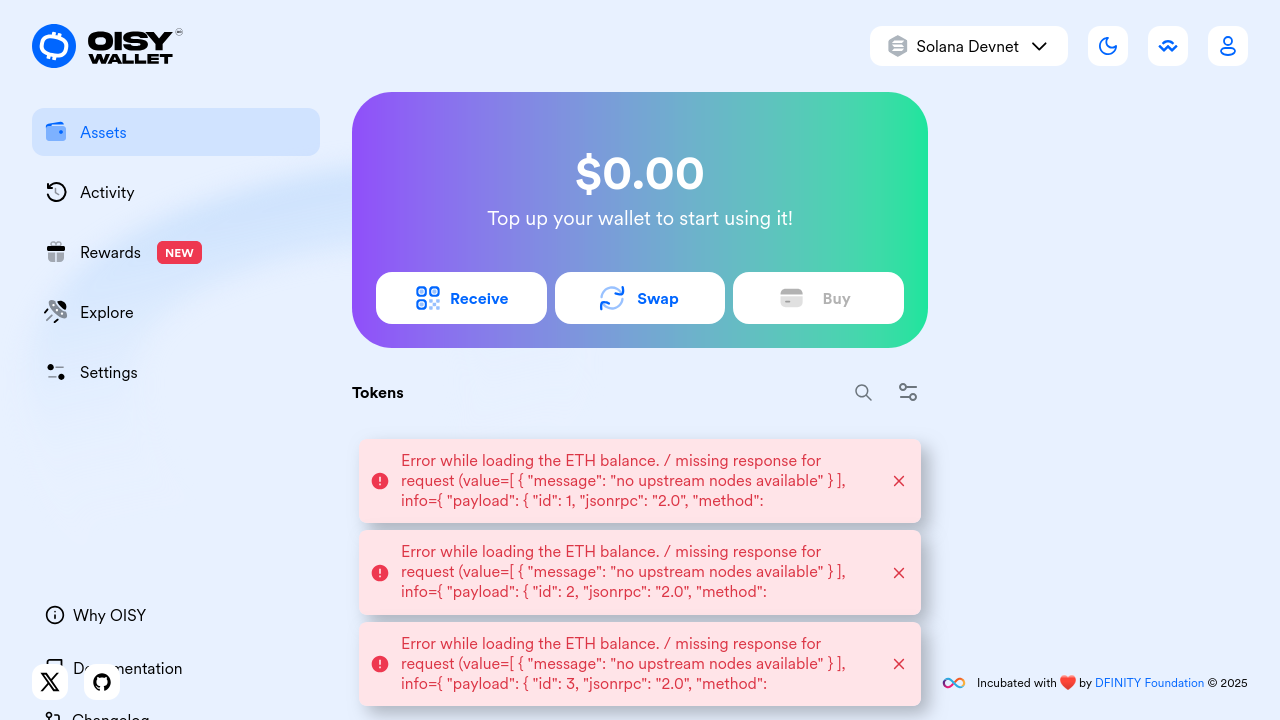 OISY
WALLET
Solana Devnet
Assets
Activity
Rewards NEW
Explore
Settings
$0.00
Top up your wallet to start using it!
Receive
Swap
Buy
Tokens
Error while loading the ETH balance. / missing response for
request (value=[ { "message": "no upstream nodes available" } ],
info={ "payload": { "id": 1, "jsonrpc": "2.0", "method":
Error while loading the ETH balance. / missing response for
request (value=[ { "message": "no upstream nodes available" } ],
info={ "payload": { "id": 2, "jsonrpc": "2.0", "method":
Error while loading the ETH balance. / missing response for
request (value=[ { "message": "no upstream nodes available" } ],
info={ "payload": { "id": 3, "jsonrpc": "2.0", "method":
Why OISY
Changelog
Incubated with ❤️ by DFINITY Foundation © 2025